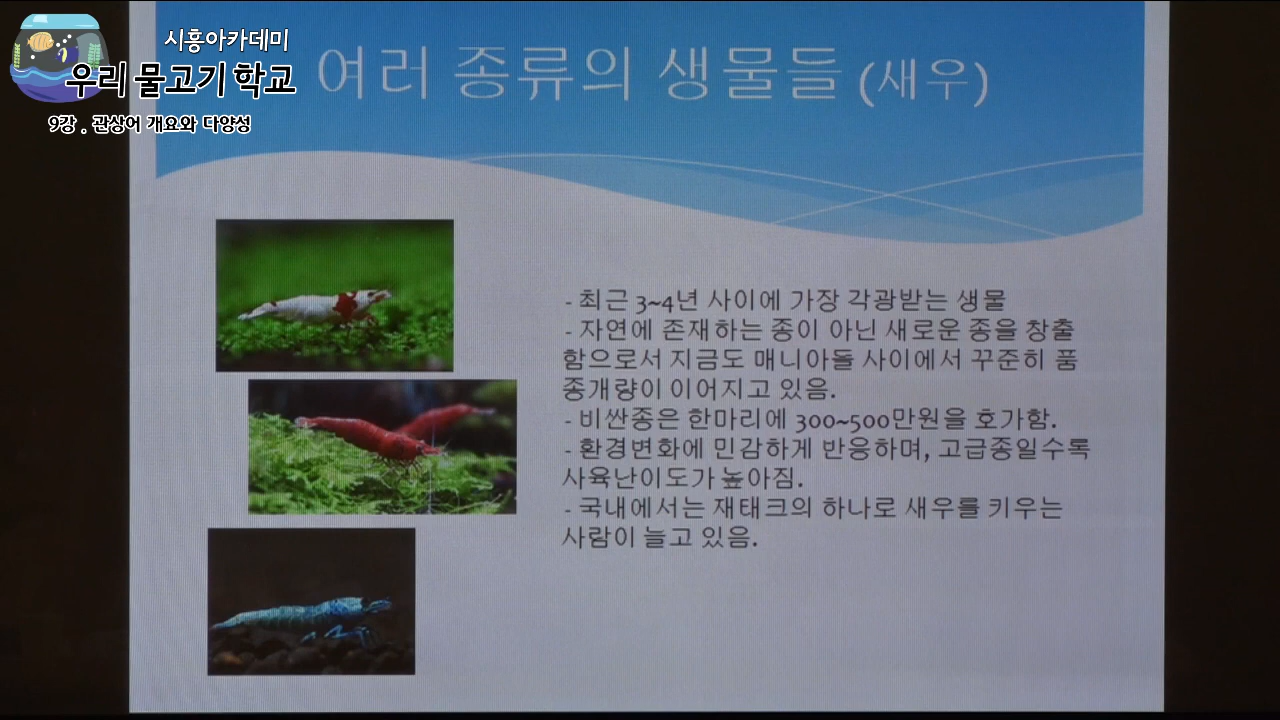 시흥아카데미
우리 물고기 학교
9강 . 관상어 개요와 다양성
여러 종류의 생물들 (새우)
- 최근 3~4년 사이에 가장 각광받는 생물
- 자연에 존재하는 종이 아닌 새로운 종을 창출
함으로서 지금도 매니아들 사이에서 꾸준히 품
종개량이 이어지고 있음.
- 비싼종은 한마리에 300~500만원을 호가함.
- 환경변화에 민감하게 반응하며, 고급종일수록
사육난이도가 높아짐.
- 국내에서는 재태크의 하나로 새우를 키우는
사람이 늘고 있음.